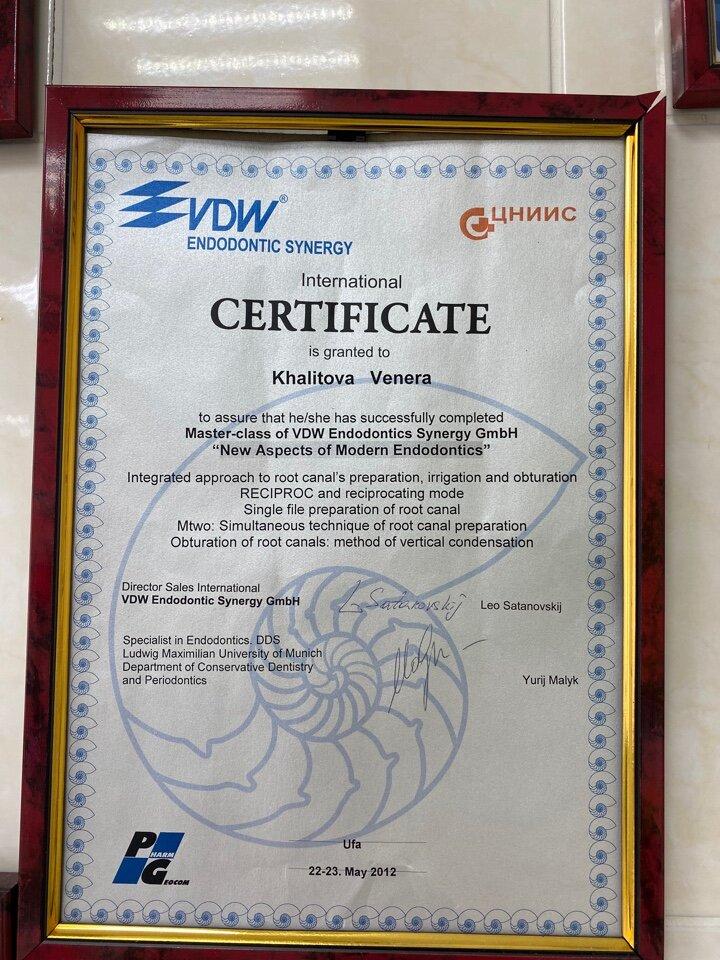 VDW®
ENDODONTIC SYNERGY
ЦНИИС
International
CERTIFICATE
is granted to
Khalitova Venera
to assure that he/she has successfully completed
Master-class of VDW Endodontics Synergy GmbH
“New Aspects of Modern Endodontics”
Integrated approach to root canal's preparation, irrigation and obturation
RECIPROC and reciprocating mode
Single file preparation of root canal
Mtwo: Simultaneous technique of root canal preparation
Obturation of root canals: method of vertical condensation
Director Sales International
VDW Endodontic Synergy GmbH
L. Satanovskij
Leo Satanovskij
Specialist in Endodontics. DDS
Ludwig Maximilian University of Munich
Department of Conservative Dentistry
and Periodontics
Yurij Malyk
PHARM
GEOCOM
Ufa
22-23. May 2012